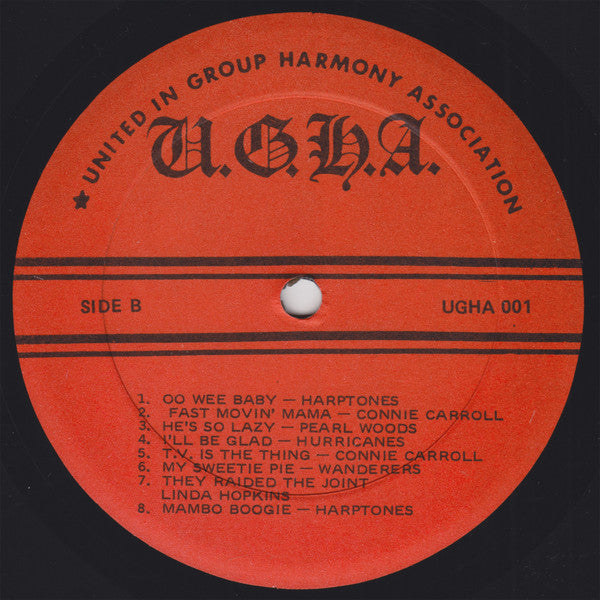 ★ UNITED IN GROUP HARMONY ASSOCIATION
U.G.H.A.
SIDE B
UGHA 001
1. OO WEE BABY — HARPTONES
2. FAST MOVIN' MAMA — CONNIE CARROLL
3. HE'S SO LAZY — PEARL WOODS
4. I'LL BE GLAD — HURRICANES
5. T.V. IS THE THING — CONNIE CARROLL
6. MY SWEETIE PIE — WANDERERS
7. THEY RAIDED THE JOINT
LINDA HOPKINS
8. MAMBO BOOGIE — HARPTONES